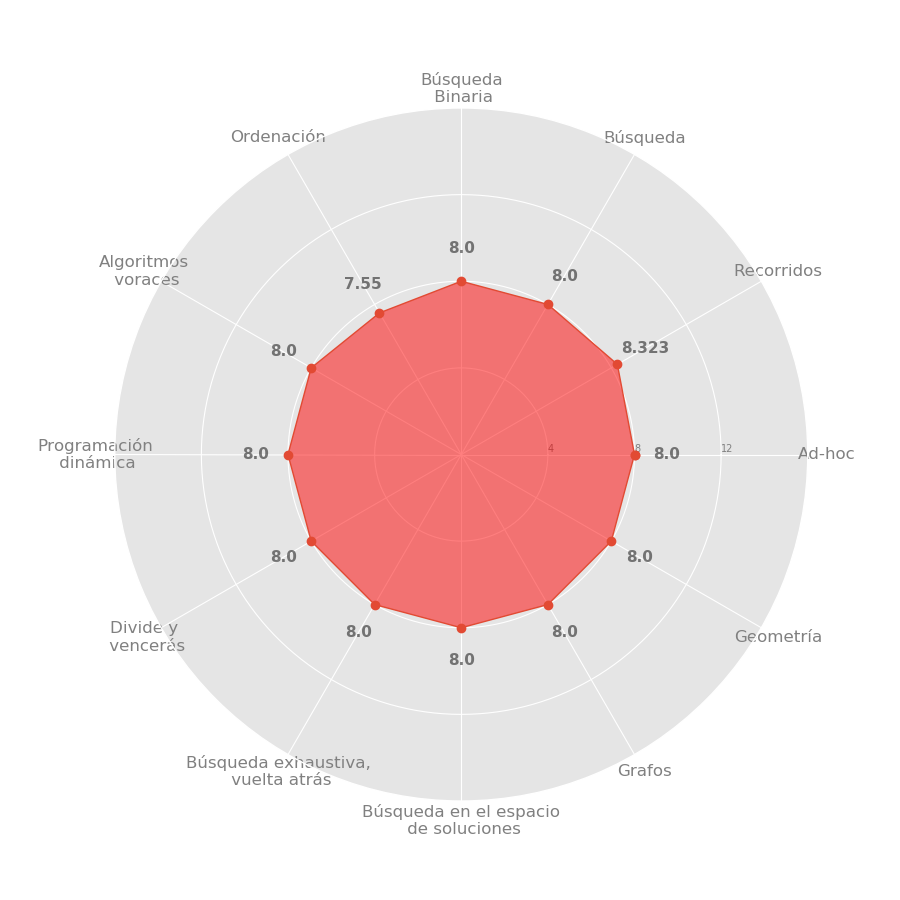 Búsqueda
Binaria
Ordenación
Búsqueda
8.0
Algoritmos
voraces
7.55
8.0
Recorridos
8.0
8.323
Programación
dinámica
8.0
4
8
12
8.0
Ad-hoc
8.0
8.0
Divide y
vencerás
8.0
8.0
8.0
Geometría
Búsqueda exhaustiva,
vuelta atrás
Grafos
Búsqueda en el espacio
de soluciones